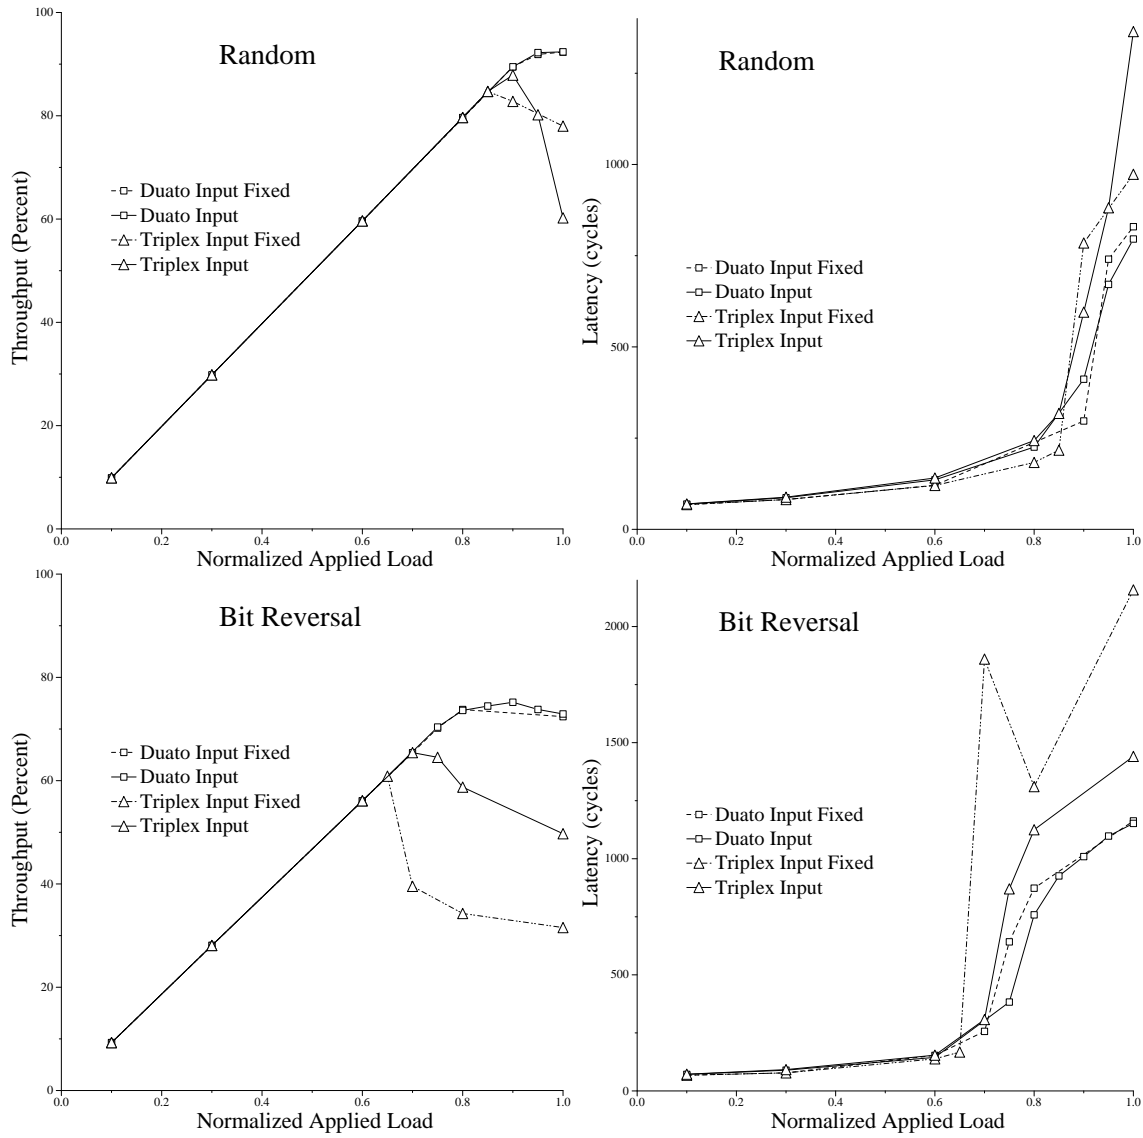 Random
Throughput (Percent)
100
80
60
40
20
0
Duato Input Fixed
Duato Input
Triplex Input Fixed
Triplex Input
0.0 0.2 0.4 0.6 0.8 1.0
Normalized Applied Load
Random
Latency (cycles)
1000
500
0
Duato Input Fixed
Duato Input
Triplex Input Fixed
Triplex Input
0.0 0.2 0.4 0.6 0.8 1.0
Normalized Applied Load
Bit Reversal
Throughput (Percent)
100
80
60
40
20
0
Duato Input Fixed
Duato Input
Triplex Input Fixed
Triplex Input
0.0 0.2 0.4 0.6 0.8 1.0
Normalized Applied Load
Bit Reversal
Latency (cycles)
2000
1500
1000
500
0
Duato Input Fixed
Duato Input
Triplex Input Fixed
Triplex Input
0.0 0.2 0.4 0.6 0.8 1.0
Normalized Applied Load